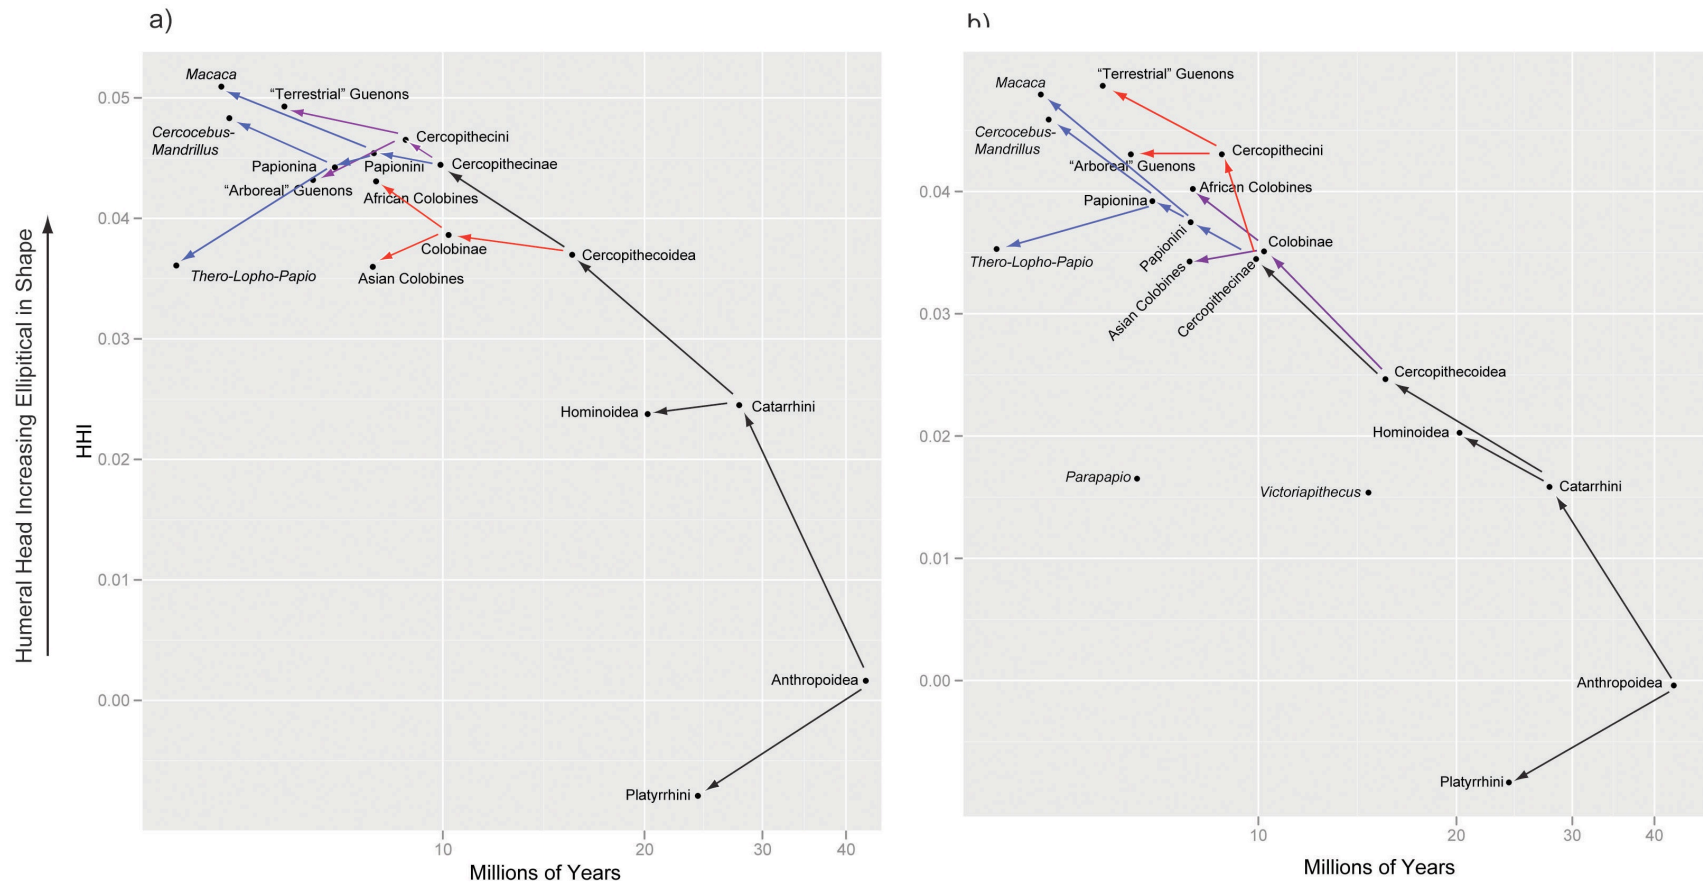 a)
Humeral Head Increasing Ellipitical in Shape
HHI
0.05
0.04
0.03
0.02
0.01
0.00
Macaca
"Terrestrial" Guenons
Cercocebus-
Mandrillus
Cercopithecini
Papionina
Papionini
Cercopithecinae
"Arboreal" Guenons
African Colobines
Colobinae
Cercopithecoidea
Thero-Lopho-Papio
Asian Colobines
Hominoidea
Catarrhini
Anthropoidea
Platyrrhini
10
20
30
40
Millions of Years
b)
0.04
0.03
0.02
0.01
0.00
"Terrestrial" Guenons
Macaca
Cercocebus-
Mandrillus
Cercopithecini
"Arboreal" Guenons
African Colobines
Papionina
Papionini
Colobinae
Thero-Lopho-Papio
Asian Colobines
Cercopithecinae
Cercopithecoidea
Hominoidea
Parapapio
Victoriapithecus
Catarrhini
Anthropoidea
Platyrrhini
10
20
30
40
Millions of Years